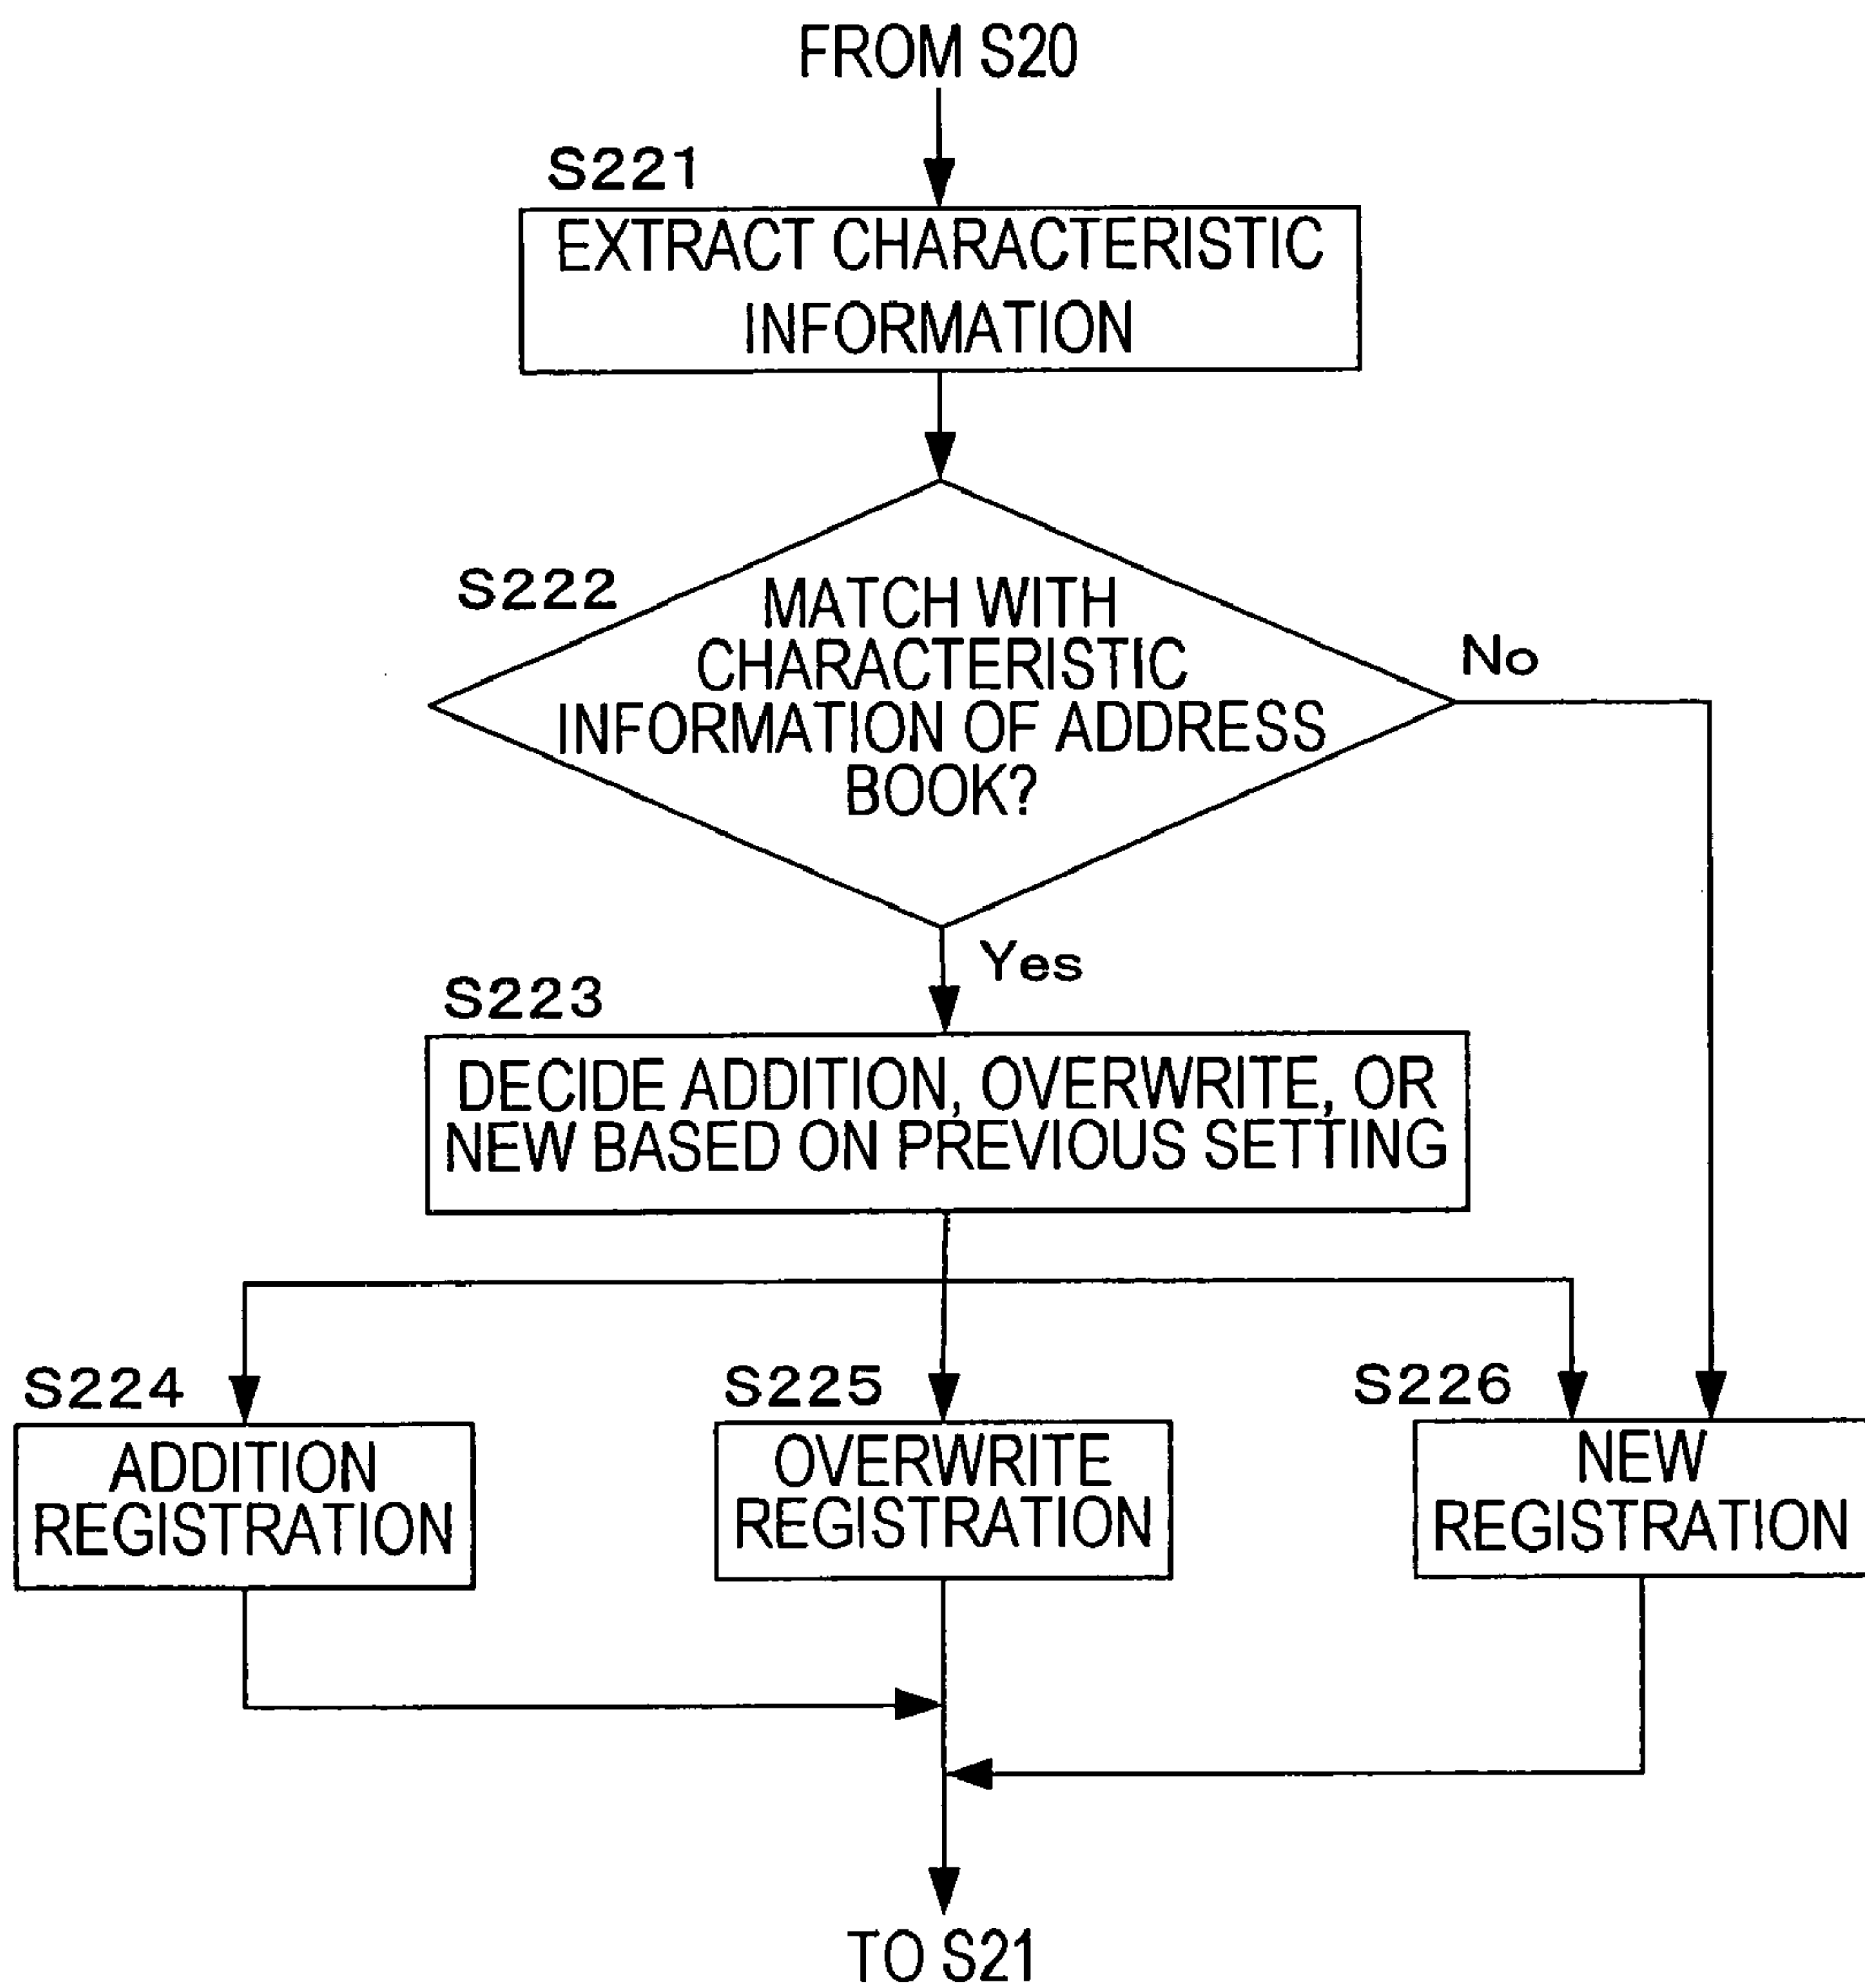 FROM S20
S221
EXTRACT CHARACTERISTIC
INFORMATION
S222
MATCH WITH
CHARACTERISTIC
INFORMATION OF ADDRESS
BOOK?
No
Yes
S223
DECIDE ADDITION, OVERWRITE, OR
NEW BASED ON PREVIOUS SETTING
S224
ADDITION
REGISTRATION
S225
OVERWRITE
REGISTRATION
S226
NEW
REGISTRATION
TO S21